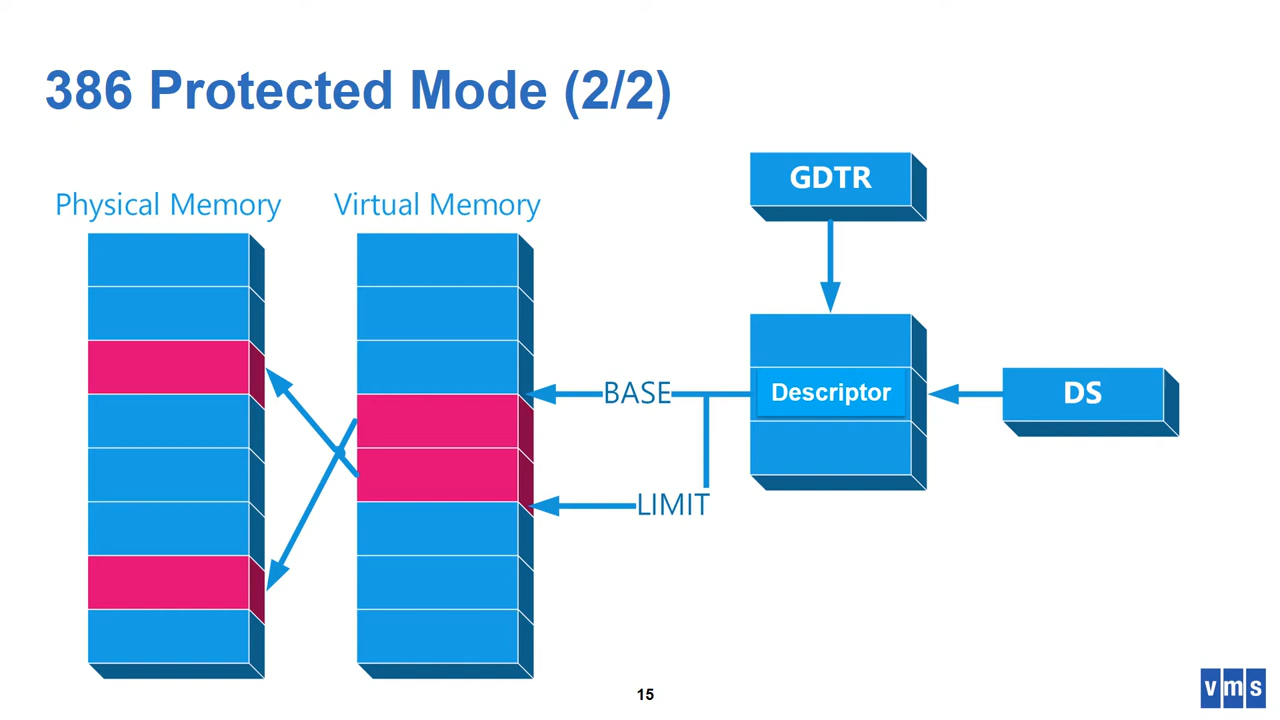 386 Protected Mode (2/2)
GDTR
Physical Memory
Virtual Memory
BASE
Descriptor
DS
LIMIT
15
vms